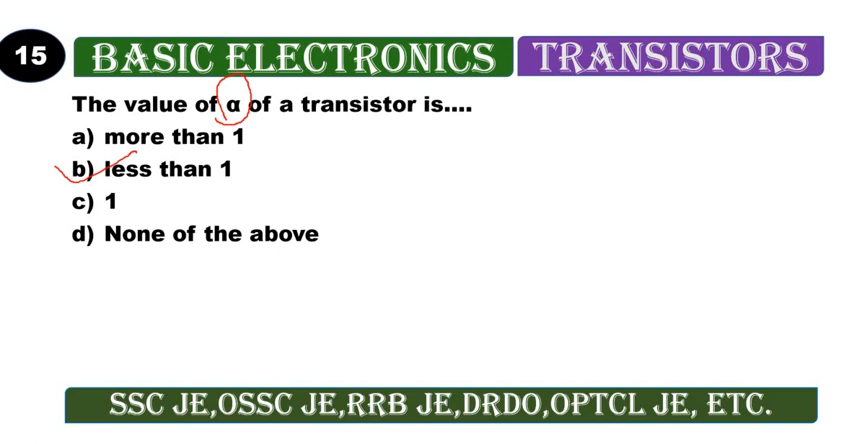 15
BASIC ELECTRONICS
TRANSISTORS
The value of α of a transistor is....
a) more than 1
b) less than 1
c) 1
d) None of the above
SSC JE,OSSC JE,RRB JE,DRDO,OPTCL JE, ETC.